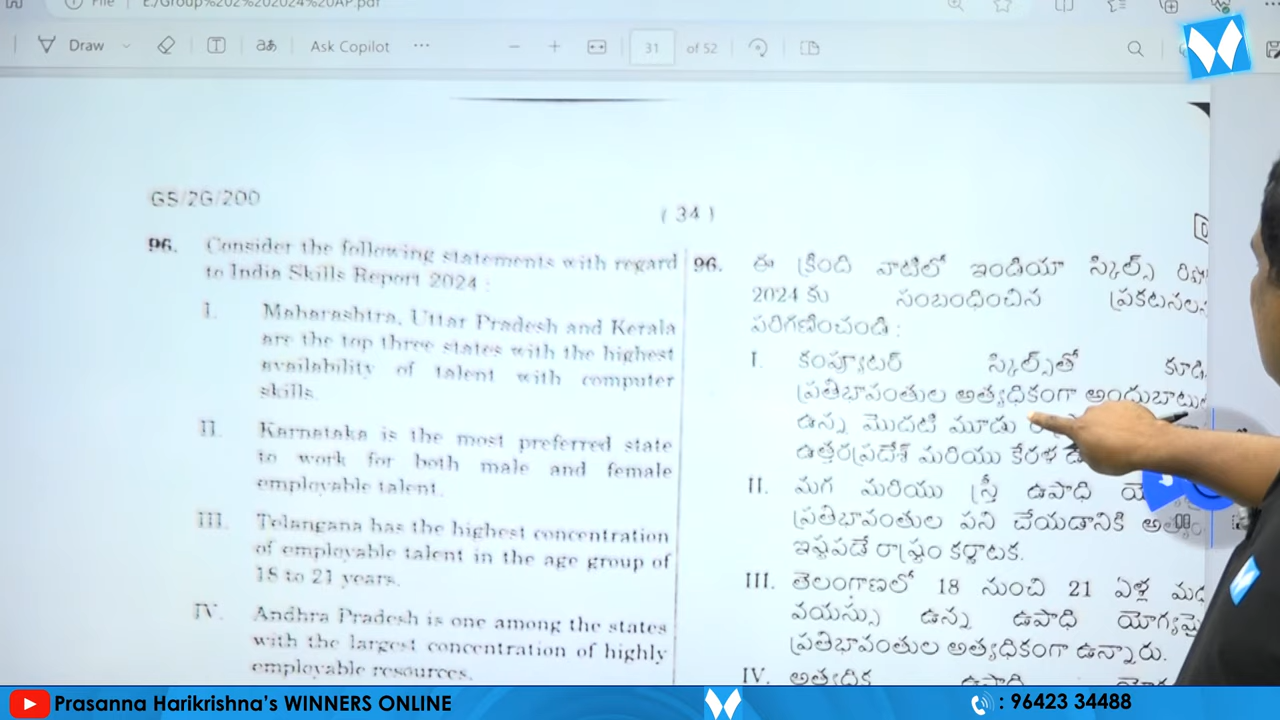 File E:/Group%202%202024%20AP.pdf
Draw
T
aあ
Ask Copilot
31 of 52
GS/2G/200
( 34 )
96. Consider the following statements with regard
to India Skills Report 2024 :
I. Maharashtra, Uttar Pradesh and Kerala
are the top three states with the highest
availability of talent with computer
skills.
II. Karnataka is the most preferred state
to work for both male and female
employable talent.
III. Telangana has the highest concentration
of employable talent in the age group of
18 to 21 years.
IV. Andhra Pradesh is one among the states
with the largest concentration of highly
employable resources.
96. ఈ క్రింది వాటిలో ఇండియా స్కిల్స్
2024 కు సంబంధించిన
పరిగణించండి :
I. కంప్యూటర్ స్కిల్స్‌తో
ప్రతిభావంతుల అత్యధికంగా
ఉన్న మొదటి మూడు
ఉత్తరప్రదేశ్ మరియు కేరళ
II. మగ మరియు స్త్రీ ఉపాధి
ప్రతిభావంతుల పని చేయడానికి
ఇష్టపడే రాష్ట్రం కర్ణాటక.
III. తెలంగాణలో 18 నుంచి 21 ఏళ్ల
వయస్సు ఉన్న ఉపాధి
ప్రతిభావంతుల అత్యధికంగా ఉన్నారు.
IV. అత్యధిక
Prasanna Harikrishna's WINNERS ONLINE
: 96423 34488